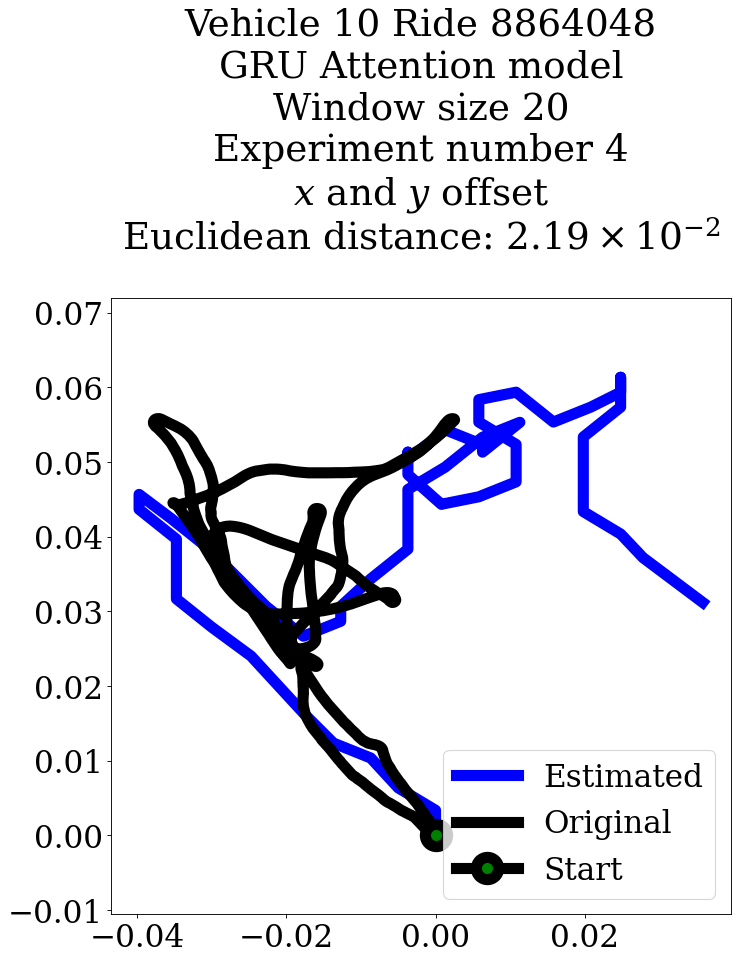 Vehicle 10 Ride 8864048
GRU Attention model
Window size 20
Experiment number 4
x and y offset
Euclidean distance: 2.19 × 10⁻²
0.07
0.06
0.05
0.04
0.03
0.02
0.01
0.00
−0.01
−0.04
−0.02
0.00
0.02
Estimated
Original
Start